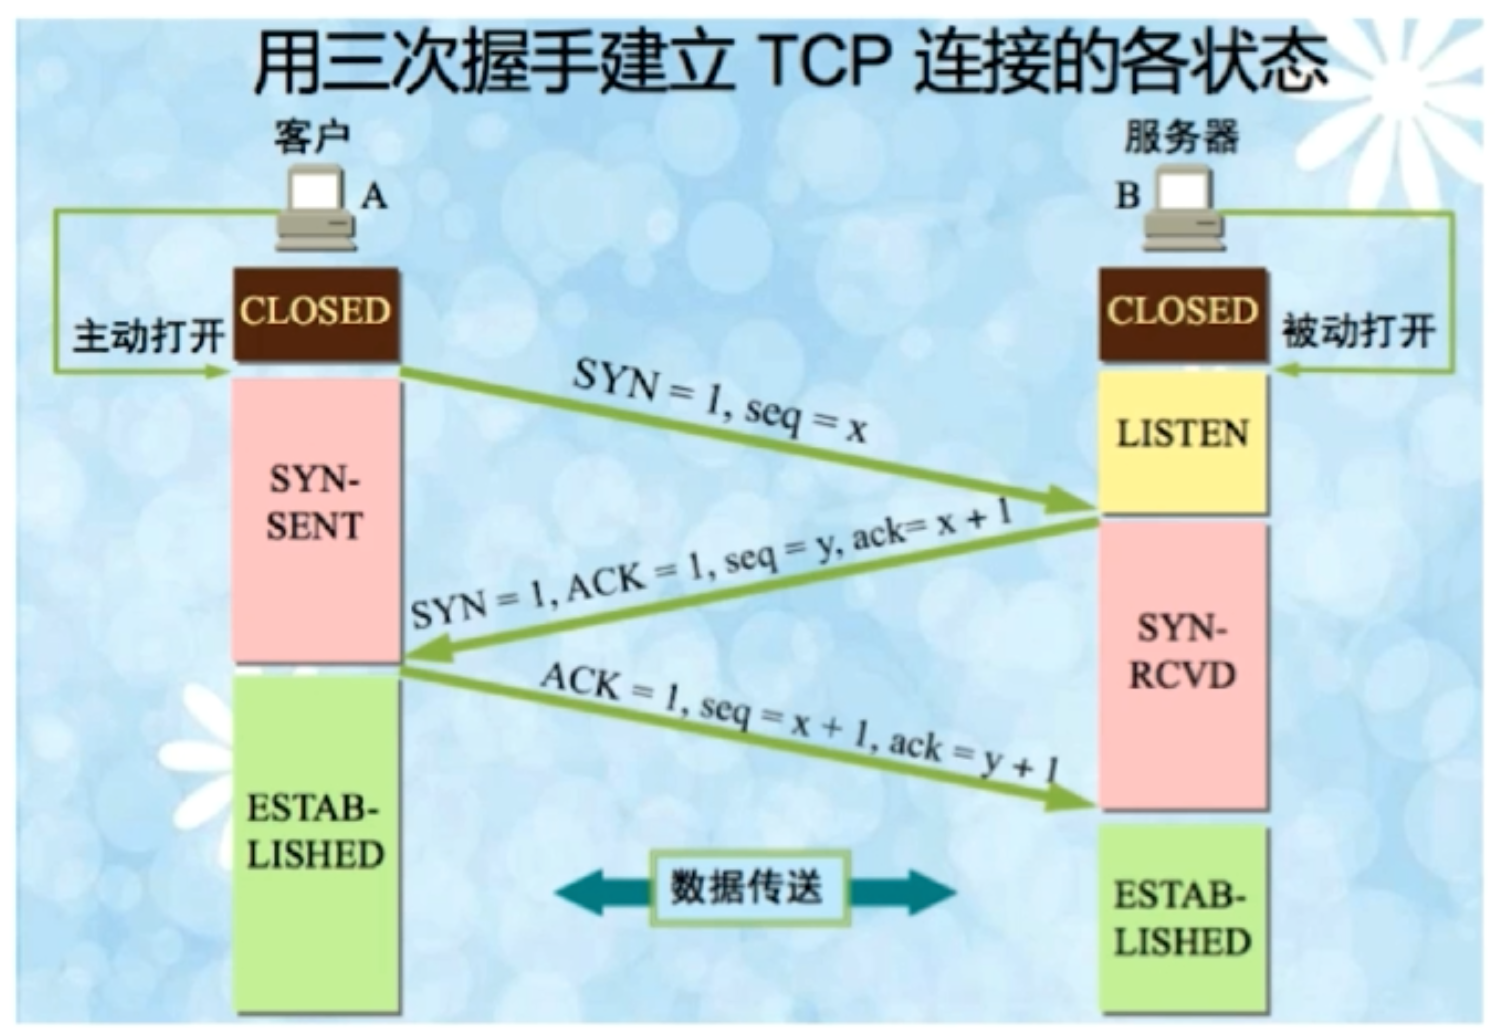 用三次握手建立 TCP 连接的各状态
客户
服务器
A
B
CLOSED
CLOSED
主动打开
被动打开
SYN = 1, seq = x
LISTEN
SYN-
SENT
SYN = 1, ACK = 1, seq = y, ack= x + 1
SYN-
RCVD
ACK = 1, seq = x + 1, ack = y + 1
ESTAB-
LISHED
数据传送
ESTAB-
LISHED